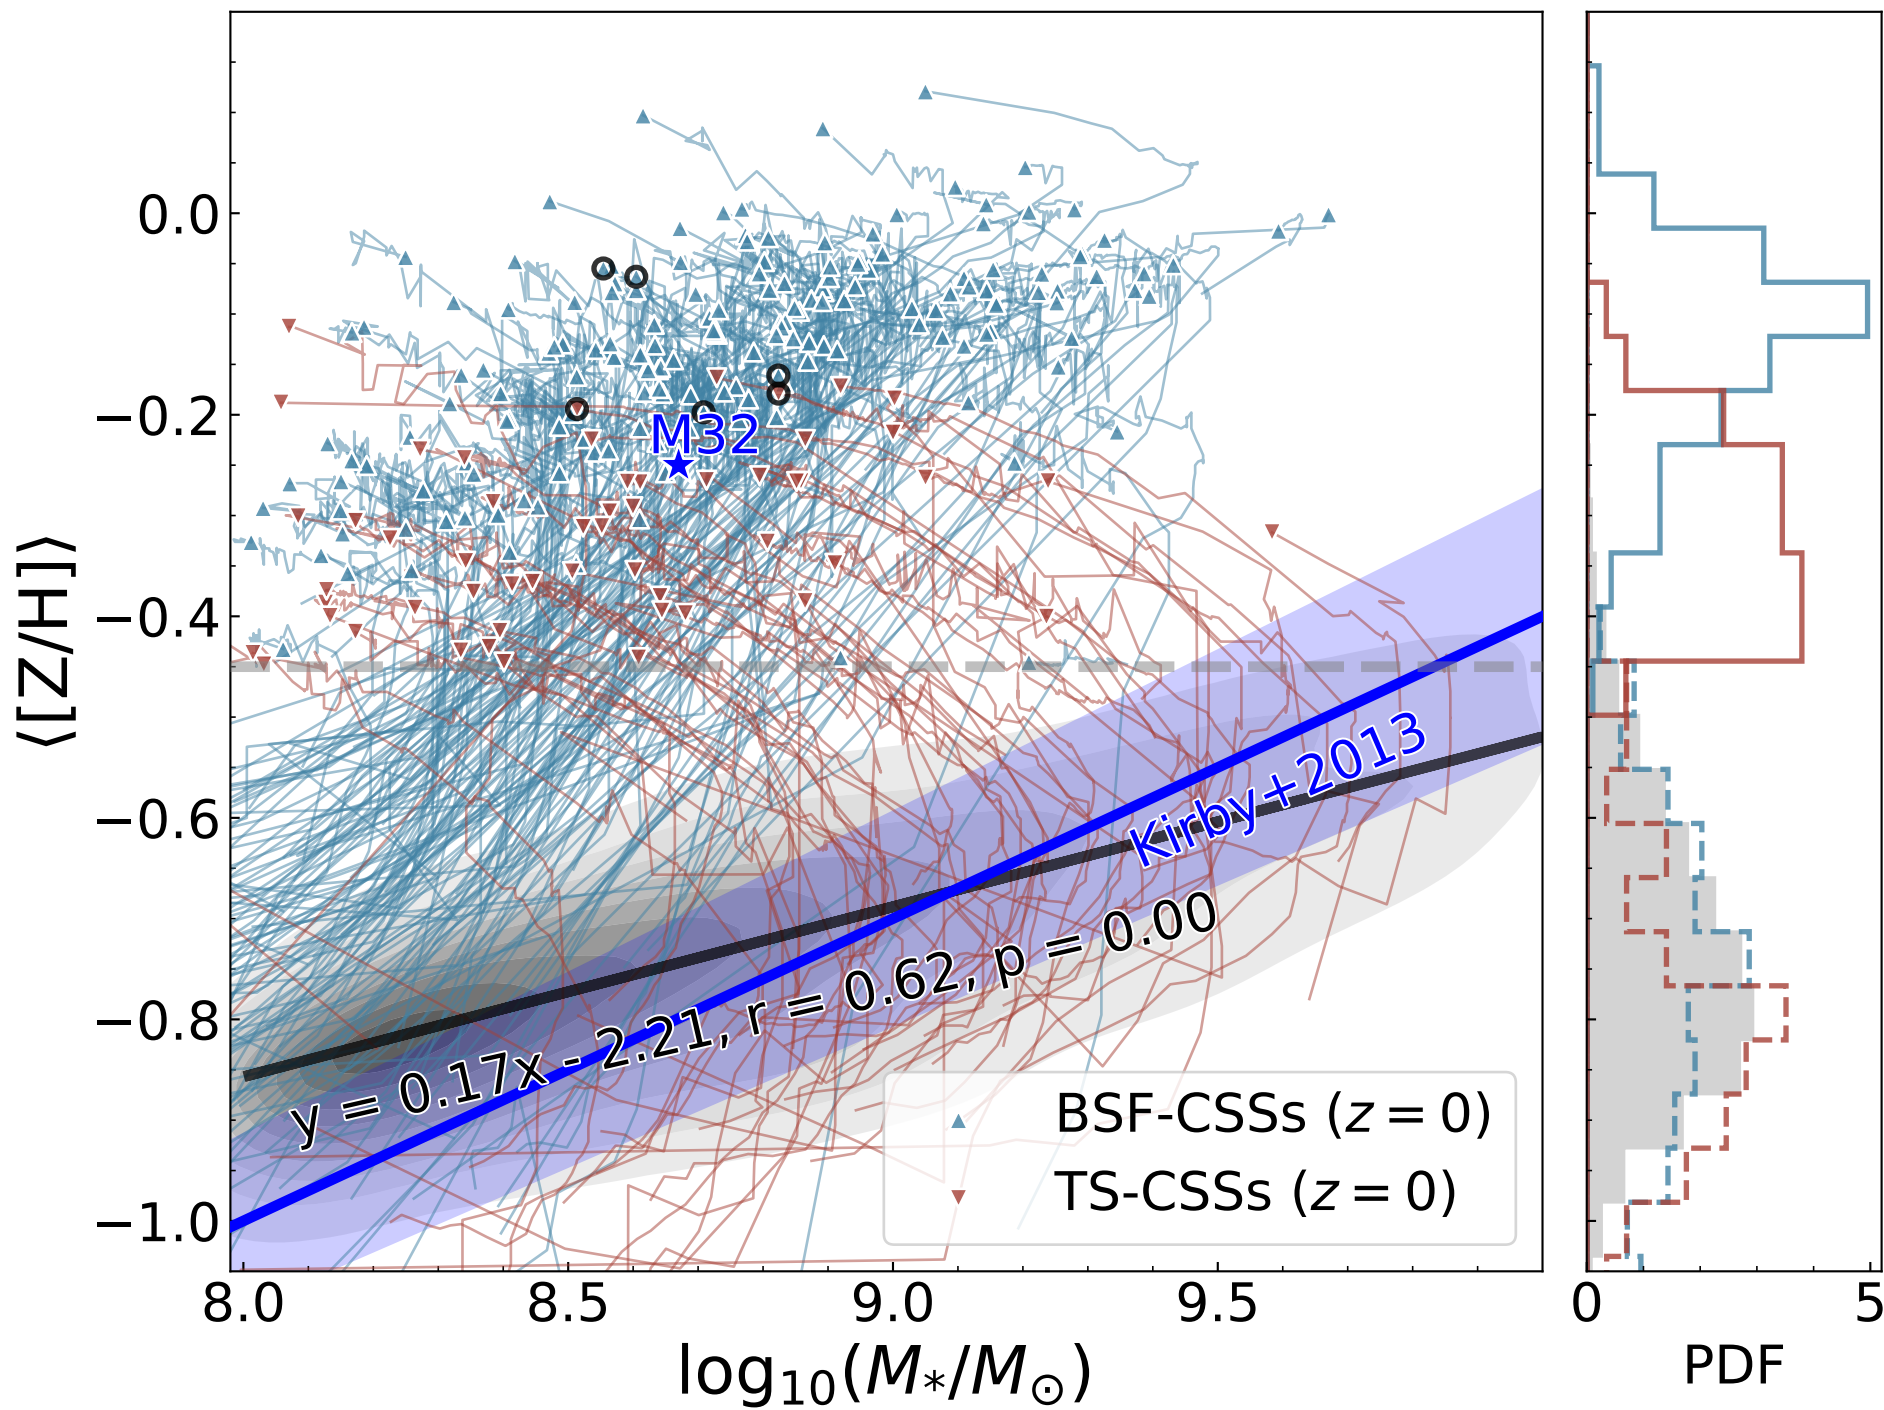 0.0
−0.2
−0.4
−0.6
−0.8
−1.0
⟨[Z/H]⟩
M32
Kirby+2013
y = 0.17x - 2.21, r = 0.62, p = 0.00
BSF-CSSs (z = 0)
TS-CSSs (z = 0)
8.0 8.5 9.0 9.5
log₁₀(M*/M⊙)
0 5
PDF